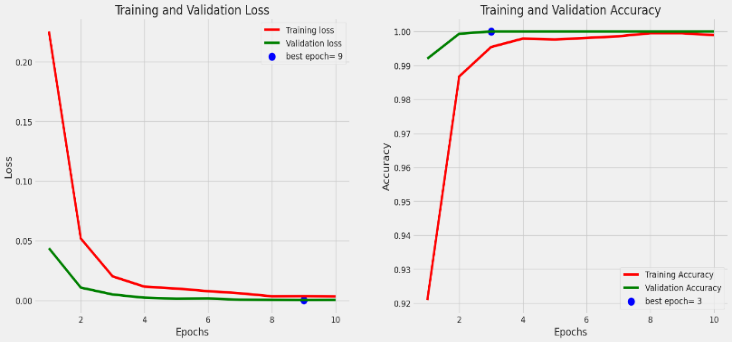 Training and Validation Loss
Training loss
Validation loss
best epoch= 9
0.20
0.15
0.10
0.05
0.00
Loss
2 4 6 8 10
Epochs
Training and Validation Accuracy
1.00
0.99
0.98
0.97
0.96
0.95
0.94
0.93
0.92
Accuracy
Training Accuracy
Validation Accuracy
best epoch= 3
2 4 6 8 10
Epochs